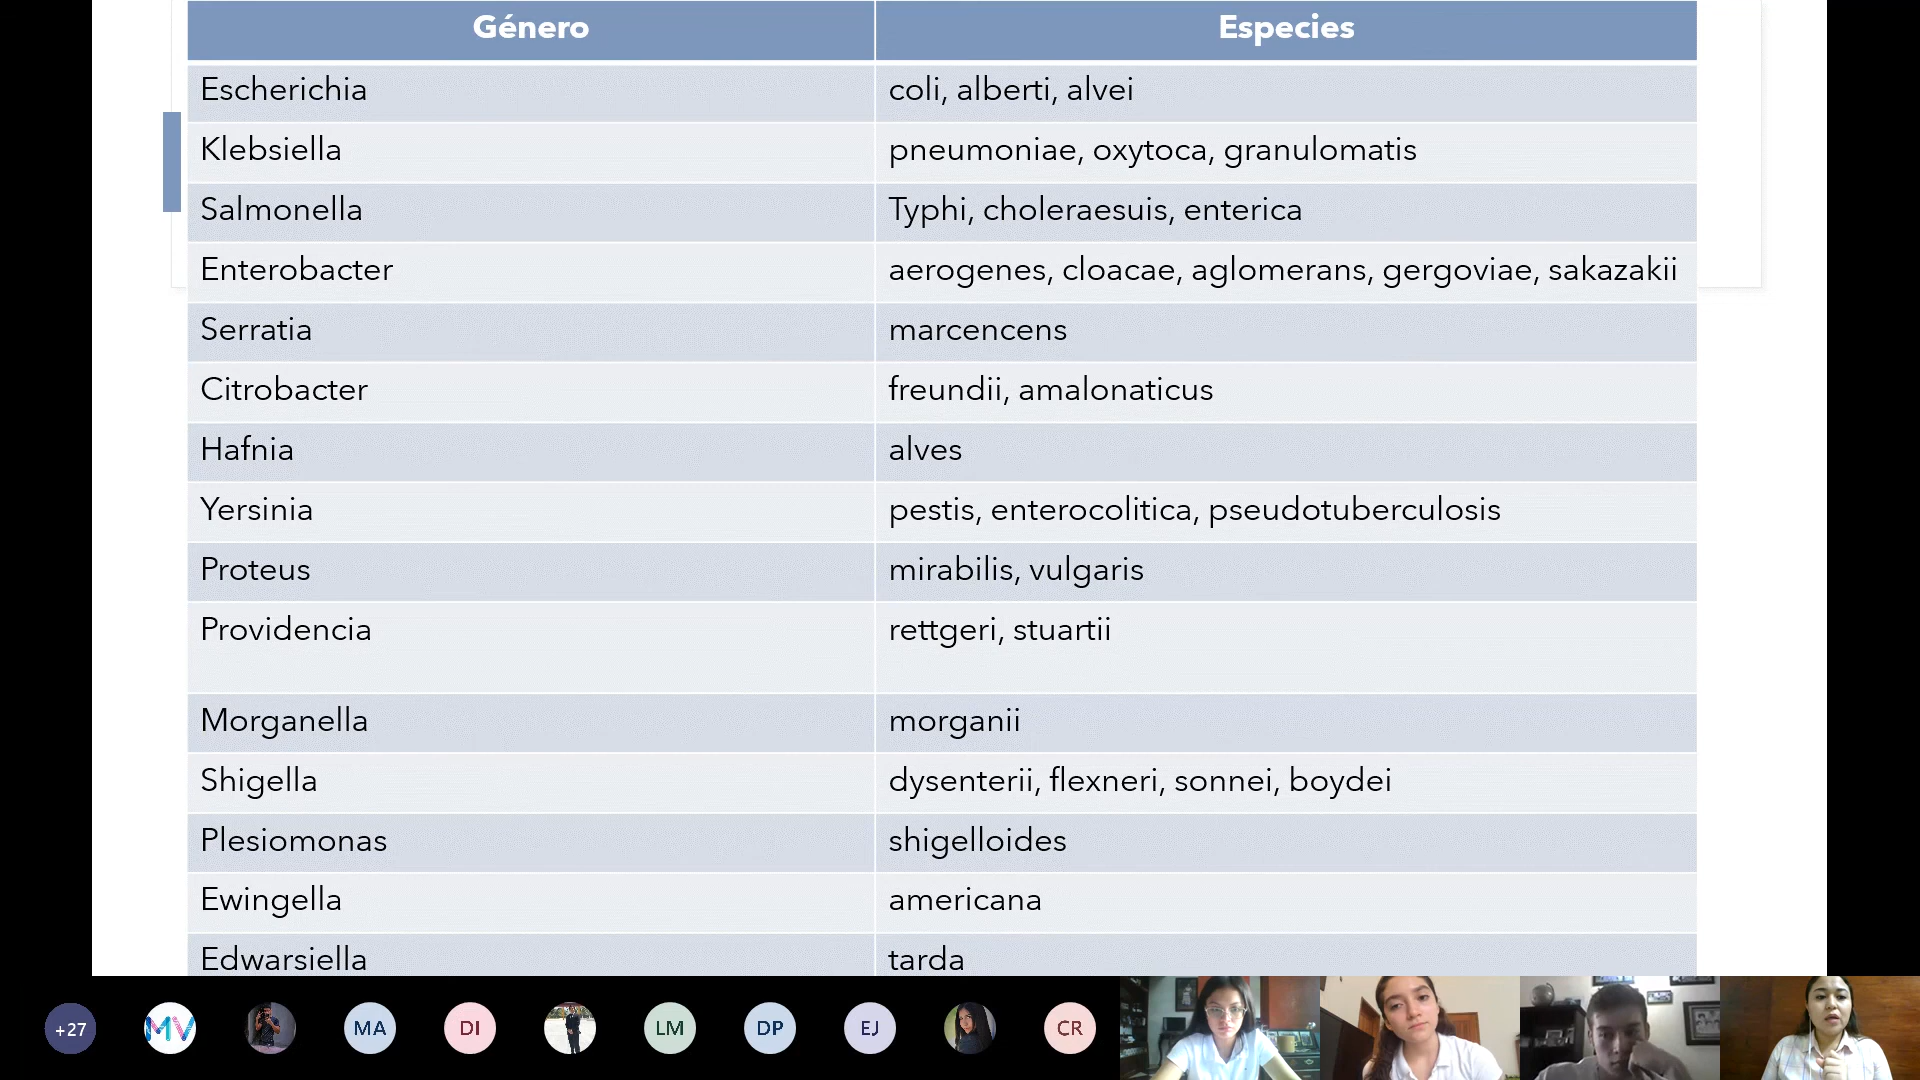 Género Especies
Escherichia coli, alberti, alvei
Klebsiella pneumoniae, oxytoca, granulomatis
Salmonella Typhi, choleraesuis, enterica
Enterobacter aerogenes, cloacae, aglomerans, gergoviae, sakazakii
Serratia marcencens
Citrobacter freundii, amalonaticus
Hafnia alves
Yersinia pestis, enterocolitica, pseudotuberculosis
Proteus mirabilis, vulgaris
Providencia rettgeri, stuartii
Morganella morganii
Shigella dysenterii, flexneri, sonnei, boydei
Plesiomonas shigelloides
Ewingella americana
Edwarsiella tarda
+27 MV MA DI LM DP EJ CR